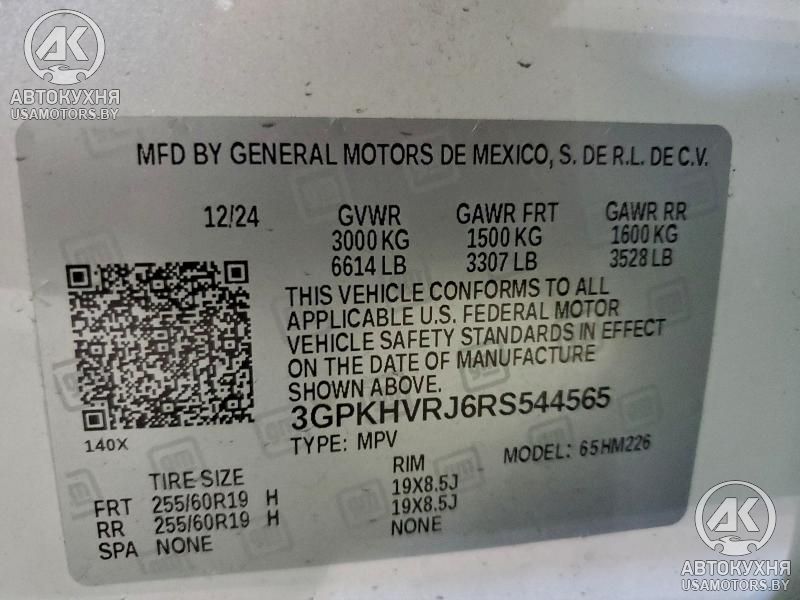 AK
АВТОКУХНЯ
USAMOTORS.BY
MFD BY GENERAL MOTORS DE MEXICO, S. DE R.L. DE C.V.
12/24 GVWR GAWR FRT GAWR RR
3000 KG 1500 KG 1600 KG
6614 LB 3307 LB 3528 LB
THIS VEHICLE CONFORMS TO ALL
APPLICABLE U.S. FEDERAL MOTOR
VEHICLE SAFETY STANDARDS IN EFFECT
ON THE DATE OF MANUFACTURE
SHOWN ABOVE.
3GPKHVRJ6RS544565
140X
TYPE: MPV MODEL: 65HM226
TIRE SIZE RIM
FRT 255/60R19 H 19X8.5J
RR 255/60R19 H 19X8.5J
SPA NONE NONE
AK
АВТОКУХНЯ
USAMOTORS.BY